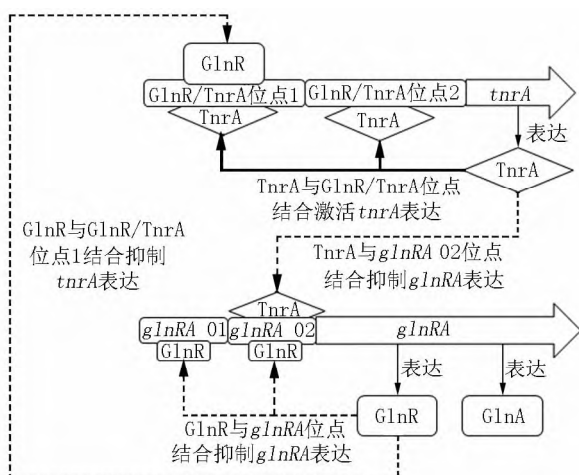 GlnR
GlnR/TnrA位点1
GlnR/TnrA位点2
tnrA
TnrA
TnrA
表达
TnrA
TnrA与GlnR/TnrA位点
结合激活tnrA表达
GlnR与GlnR/TnrA
位点1结合抑制
tnrA表达
TnrA与glnRA 02位点
结合抑制glnRA表达
TnrA
glnRA 01
glnRA 02
glnRA
GlnR
GlnR
表达
表达
GlnR
GlnA
GlnR与glnRA位点
结合抑制glnRA表达